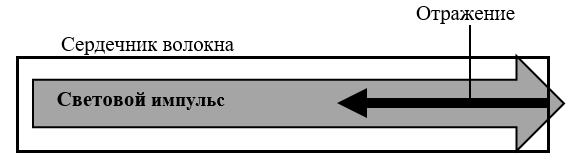 Отражение
Сердечник волокна
Световой импульс